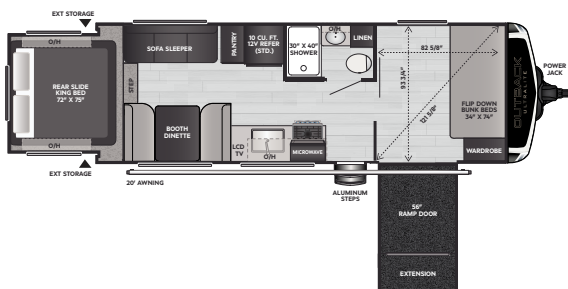 EXT STORAGE
O/H
REAR SLIDE
KING BED
72" X 75"
O/H
EXT STORAGE
STEP
SOFA SLEEPER
PANTRY
10 CU. FT.
12V REFER
(STD.)
30" X 40"
SHOWER
O/H
LINEN
BOOTH
DINETTE
LCD
TV
O/H
MICROWAVE
20' AWNING
ALUMINUM
STEPS
82 5/8"
93 3/4"
121 5/8"
FLIP DOWN
BUNK BEDS
34" X 74"
WARDROBE
OUTBACK
ULTRALITE
POWER
JACK
56"
RAMP DOOR
EXTENSION